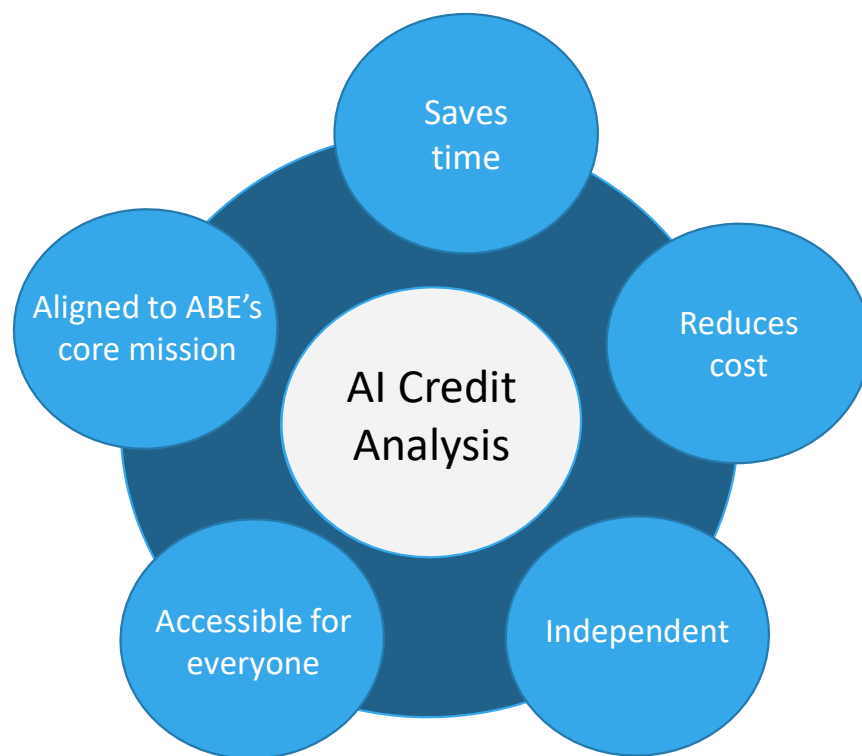 Saves
time
Aligned to ABE’s
core mission
Reduces
cost
AI Credit
Analysis
Accessible for
everyone
Independent